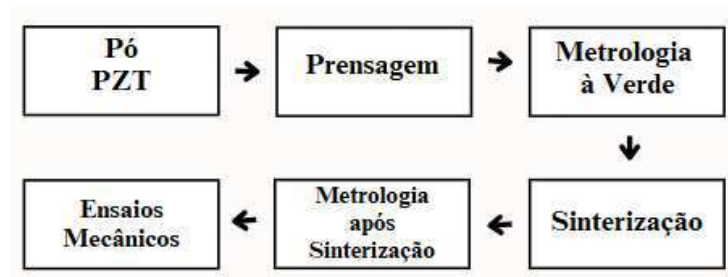 Pó
PZT
Prensagem
Metrologia
à Verde
Sinterização
Metrologia
após
Sinterização
Ensaios
Mecânicos